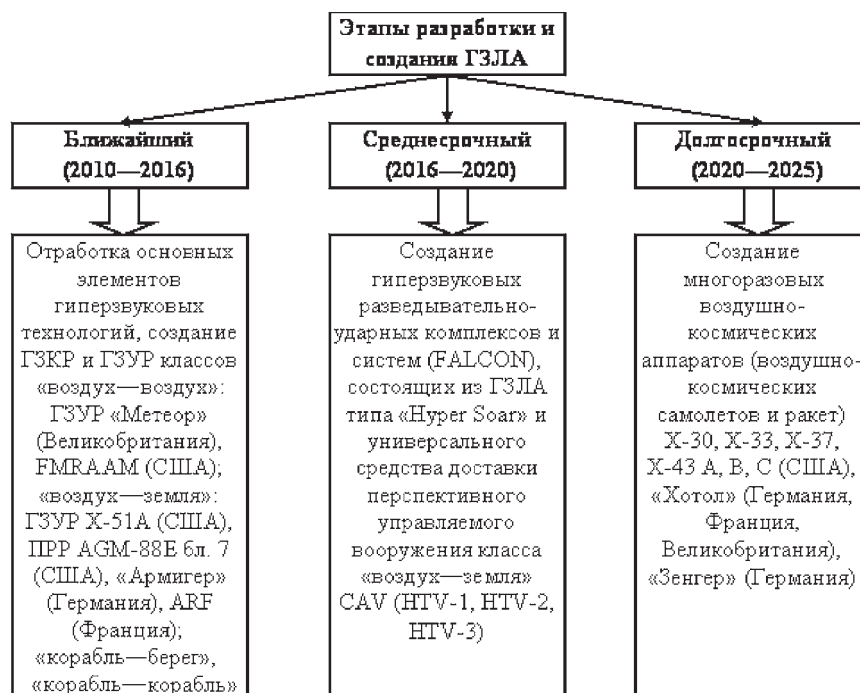 Этапы разработки и
создания ГЗЛА
Ближайший
(2010—2016)
Отработка основных
элементов
гиперзвуковых
технологий, создание
ГЗКР и ГЗУР классов
«воздух—воздух»:
ГЗУР «Метеор»
(Великобритания),
FMRAAM (США);
«воздух—земля»:
ГЗУР X-51A (США),
ПРР AGM-88E бл. 7
(США), «Армигер»
(Германия), ARF
(Франция);
«корабль—берег»,
«корабль—корабль»
Среднесрочный
(2016—2020)
Создание
гиперзвуковых
разведывательно-
ударных комплексов и
систем (FALCON),
состоящих из ГЗЛА
типа «Hyper Soar» и
универсального
средства доставки
перспективного
управляемого
вооружения класса
«воздух—земля»
CAV (HTV-1, HTV-2,
HTV-3)
Долгосрочный
(2020—2025)
Создание
многоразовых
воздушно-
космических
аппаратов (воздушно-
космических
самолетов и ракет)
X-30, X-33, X-37,
X-43 A, B, C (США),
«Хотол» (Германия,
Франция,
Великобритания),
«Зенгер» (Германия)